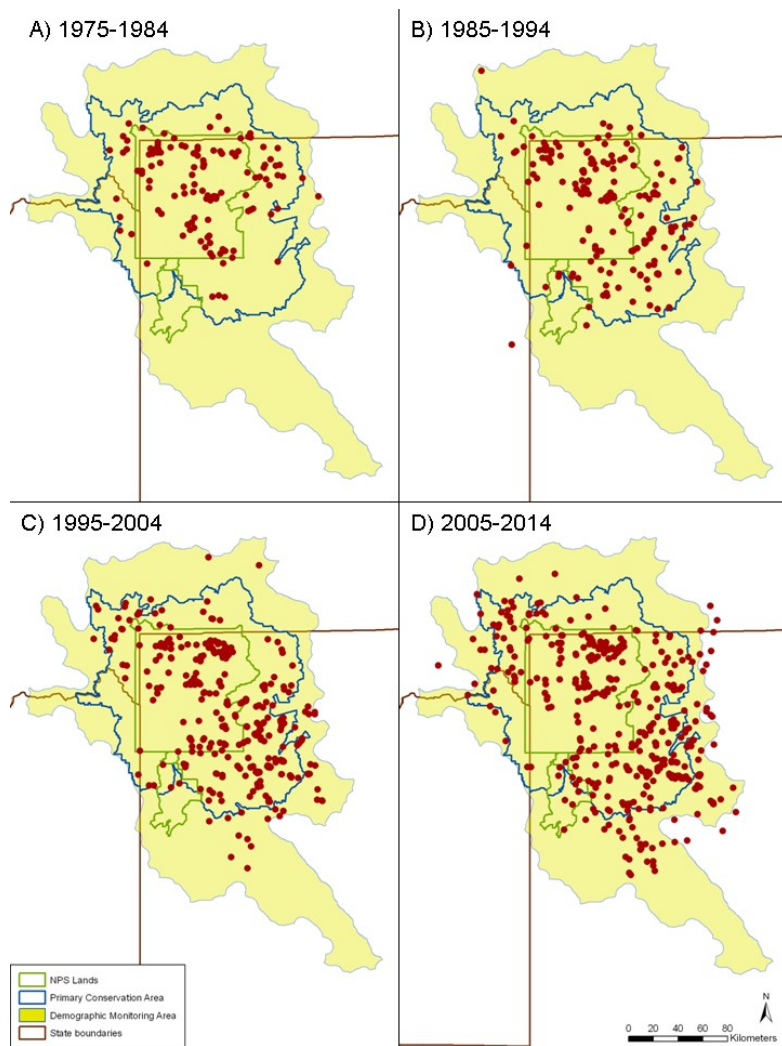 A) 1975-1984
B) 1985-1994
C) 1995-2004
D) 2005-2014
NPS Lands
Primary Conservation Area
Demographic Monitoring Area
State boundaries
N
0 20 40 60 80
Kilometers